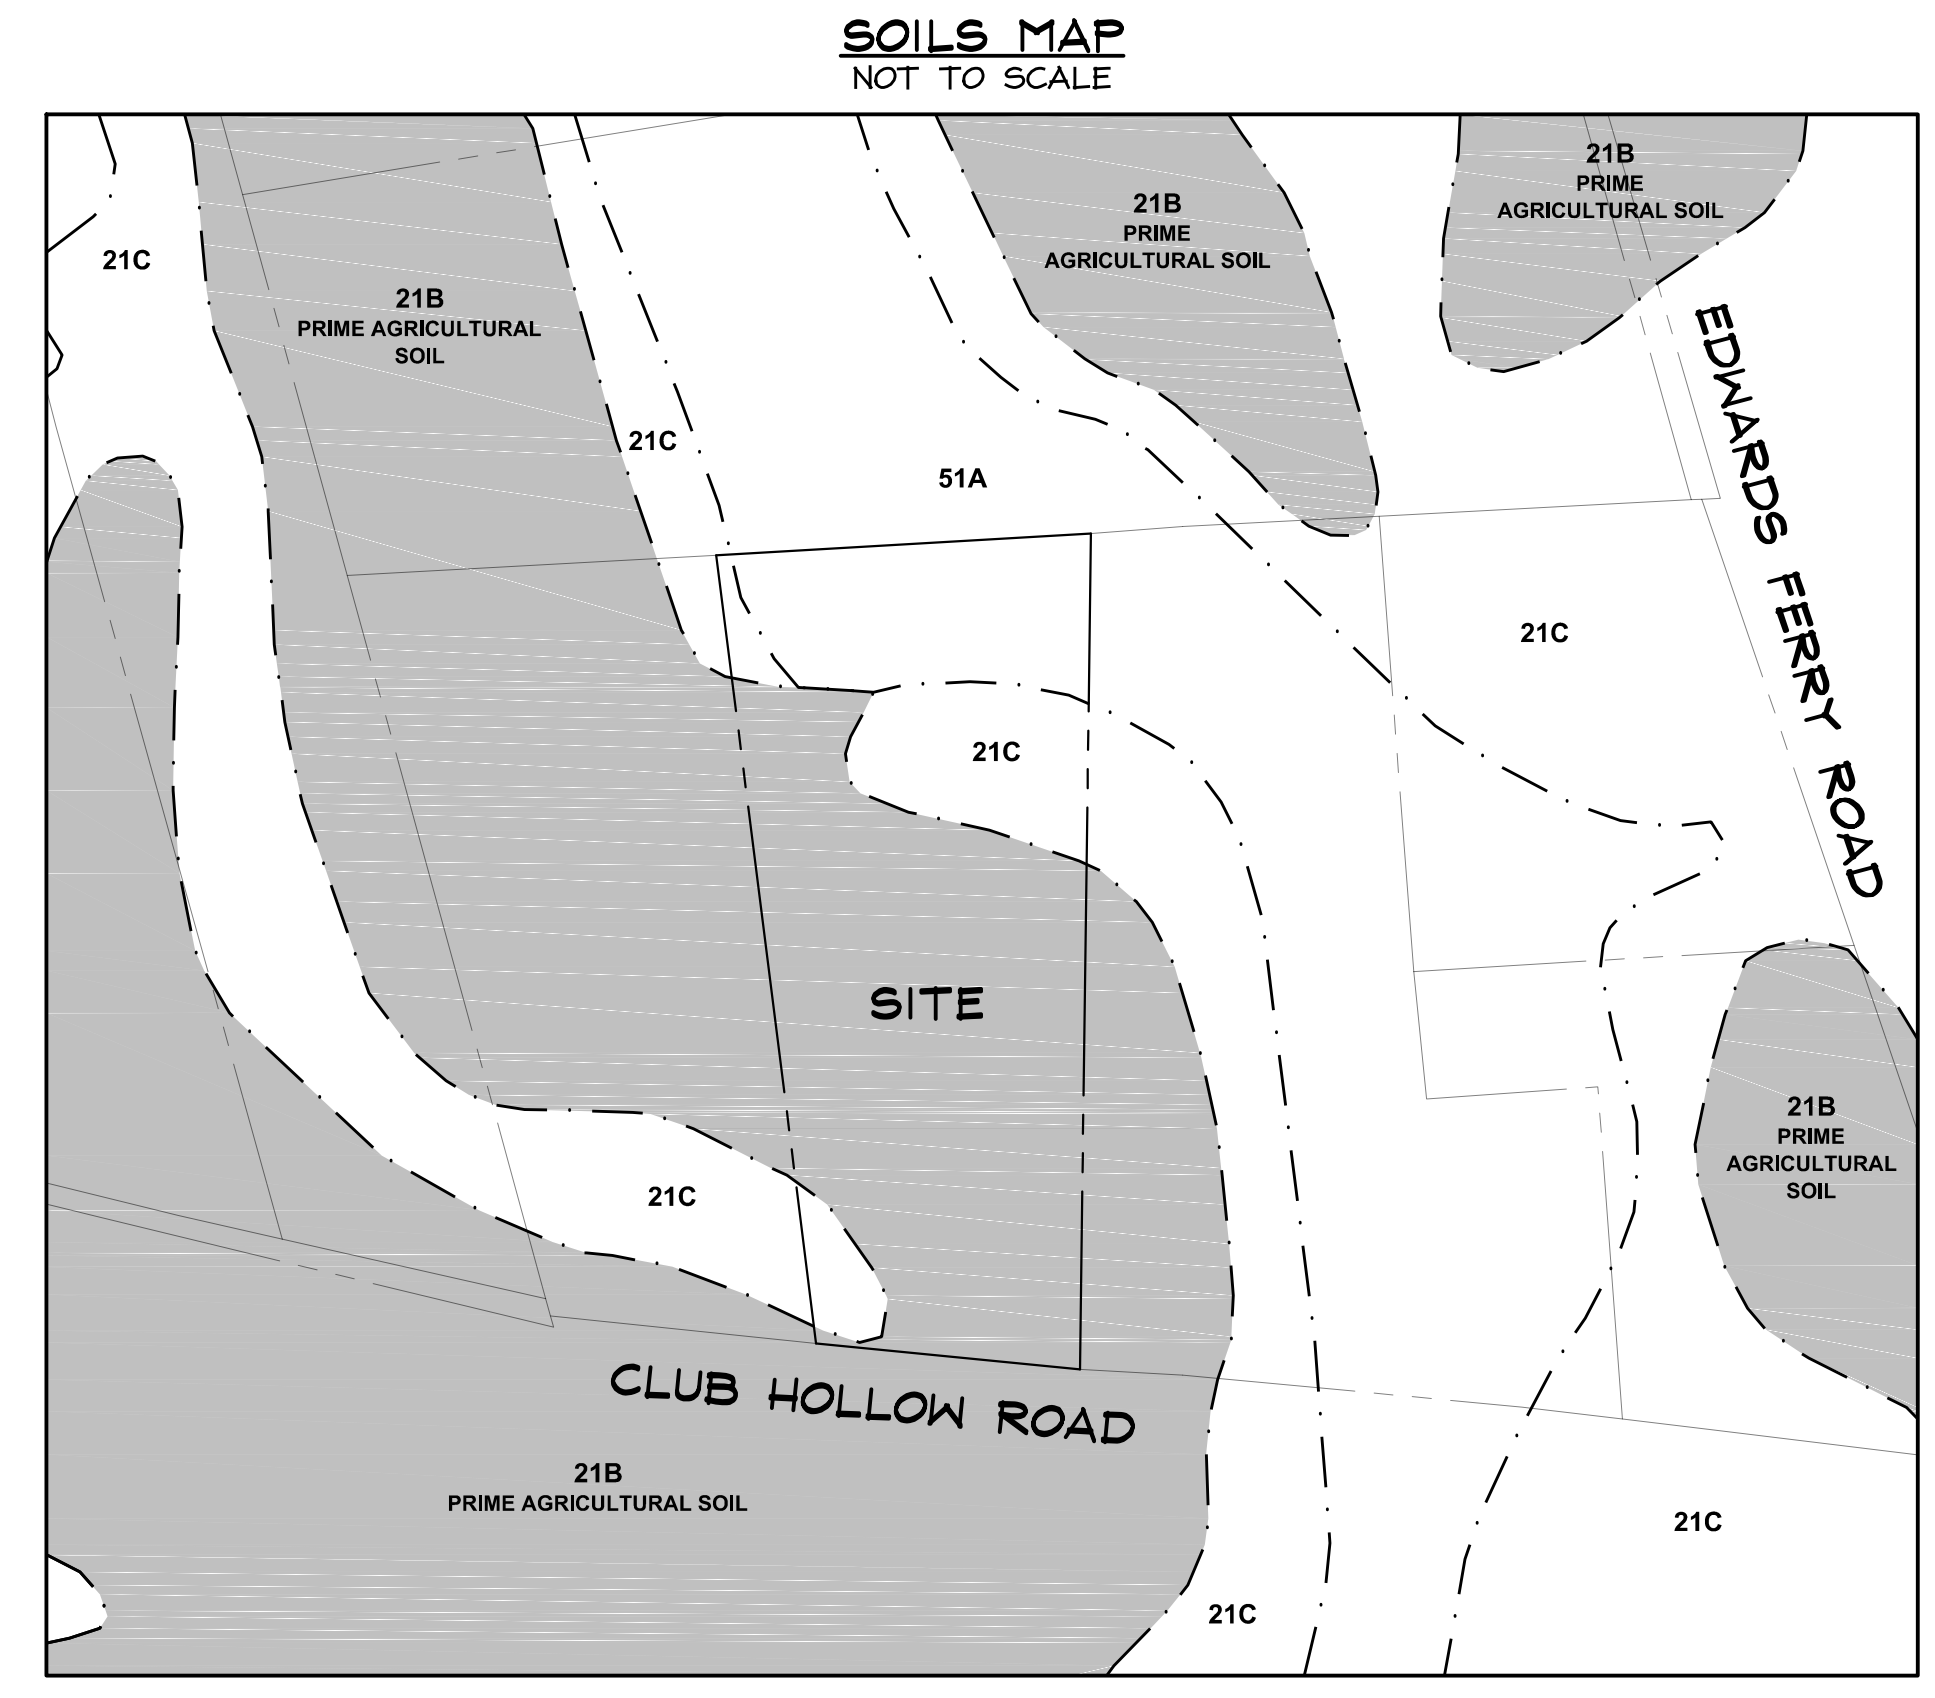 SOILS MAP
NOT TO SCALE
21B
PRIME
AGRICULTURAL SOIL
21B
PRIME
AGRICULTURAL SOIL
21C
21B
PRIME AGRICULTURAL
SOIL
EDWARDS FERRY ROAD
21C
51A
21C
21C
SITE
21B
PRIME
AGRICULTURAL
SOIL
21C
CLUB HOLLOW ROAD
21B
PRIME AGRICULTURAL SOIL
21C
21C